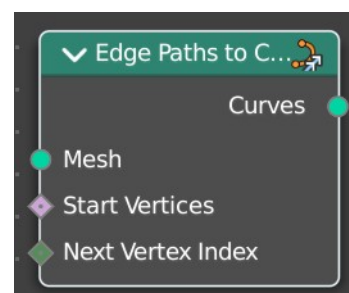 Edge Paths to C...
Curves
Mesh
Start Vertices
Next Vertex Index